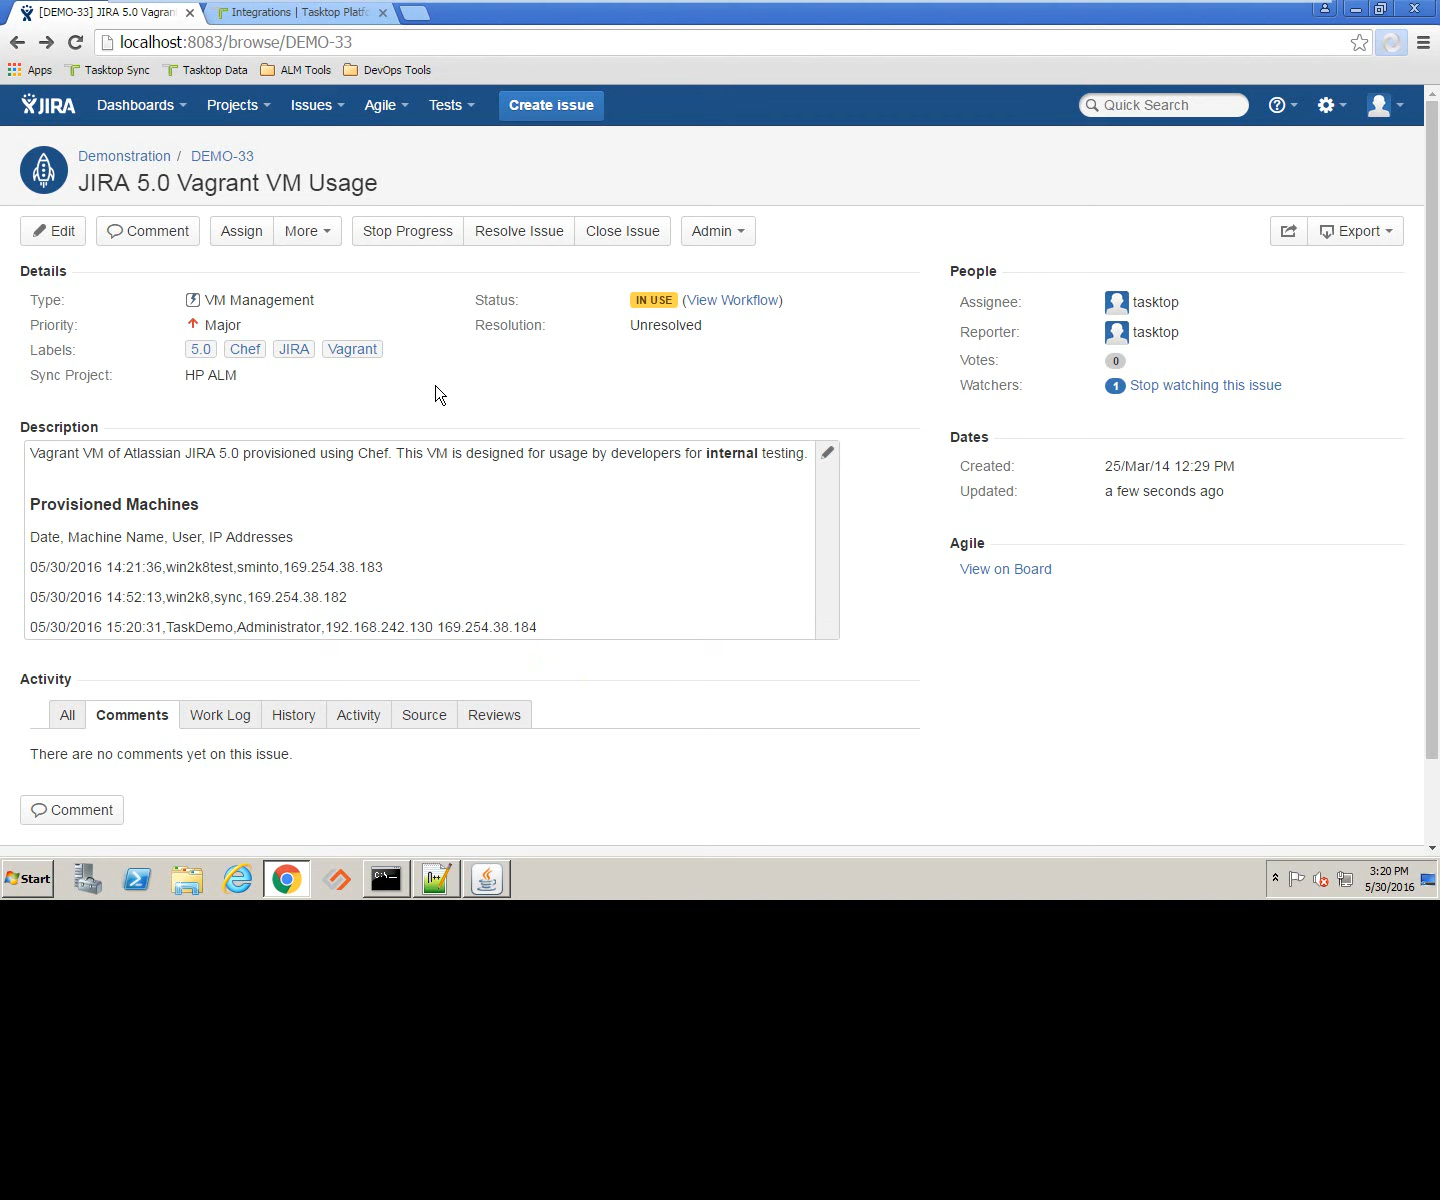 [DEMO-33] JIRA 5.0 Vagran
Integrations | Tasktop Platfo
localhost:8083/browse/DEMO-33
Apps Tasktop Sync Tasktop Data ALM Tools DevOps Tools
JIRA Dashboards Projects Issues Agile Tests Create issue Quick Search
Demonstration / DEMO-33
JIRA 5.0 Vagrant VM Usage
Edit Comment Assign More Stop Progress Resolve Issue Close Issue Admin Export
Details
Type: VM Management
Status: IN USE (View Workflow)
Priority: Major
Resolution: Unresolved
Labels: 5.0 Chef JIRA Vagrant
Sync Project: HP ALM
People
Assignee: tasktop
Reporter: tasktop
Votes: 0
Watchers: 1 Stop watching this issue
Description
Vagrant VM of Atlassian JIRA 5.0 provisioned using Chef. This VM is designed for usage by developers for internal testing.
Provisioned Machines
Date, Machine Name, User, IP Addresses
05/30/2016 14:21:36,win2k8test,sminto,169.254.38.183
05/30/2016 14:52:13,win2k8,sync,169.254.38.182
05/30/2016 15:20:31,TaskDemo,Administrator,192.168.242.130 169.254.38.184
Dates
Created: 25/Mar/14 12:29 PM
Updated: a few seconds ago
Agile
View on Board
Activity
All Comments Work Log History Activity Source Reviews
There are no comments yet on this issue.
Comment
Start
3:20 PM
5/30/2016